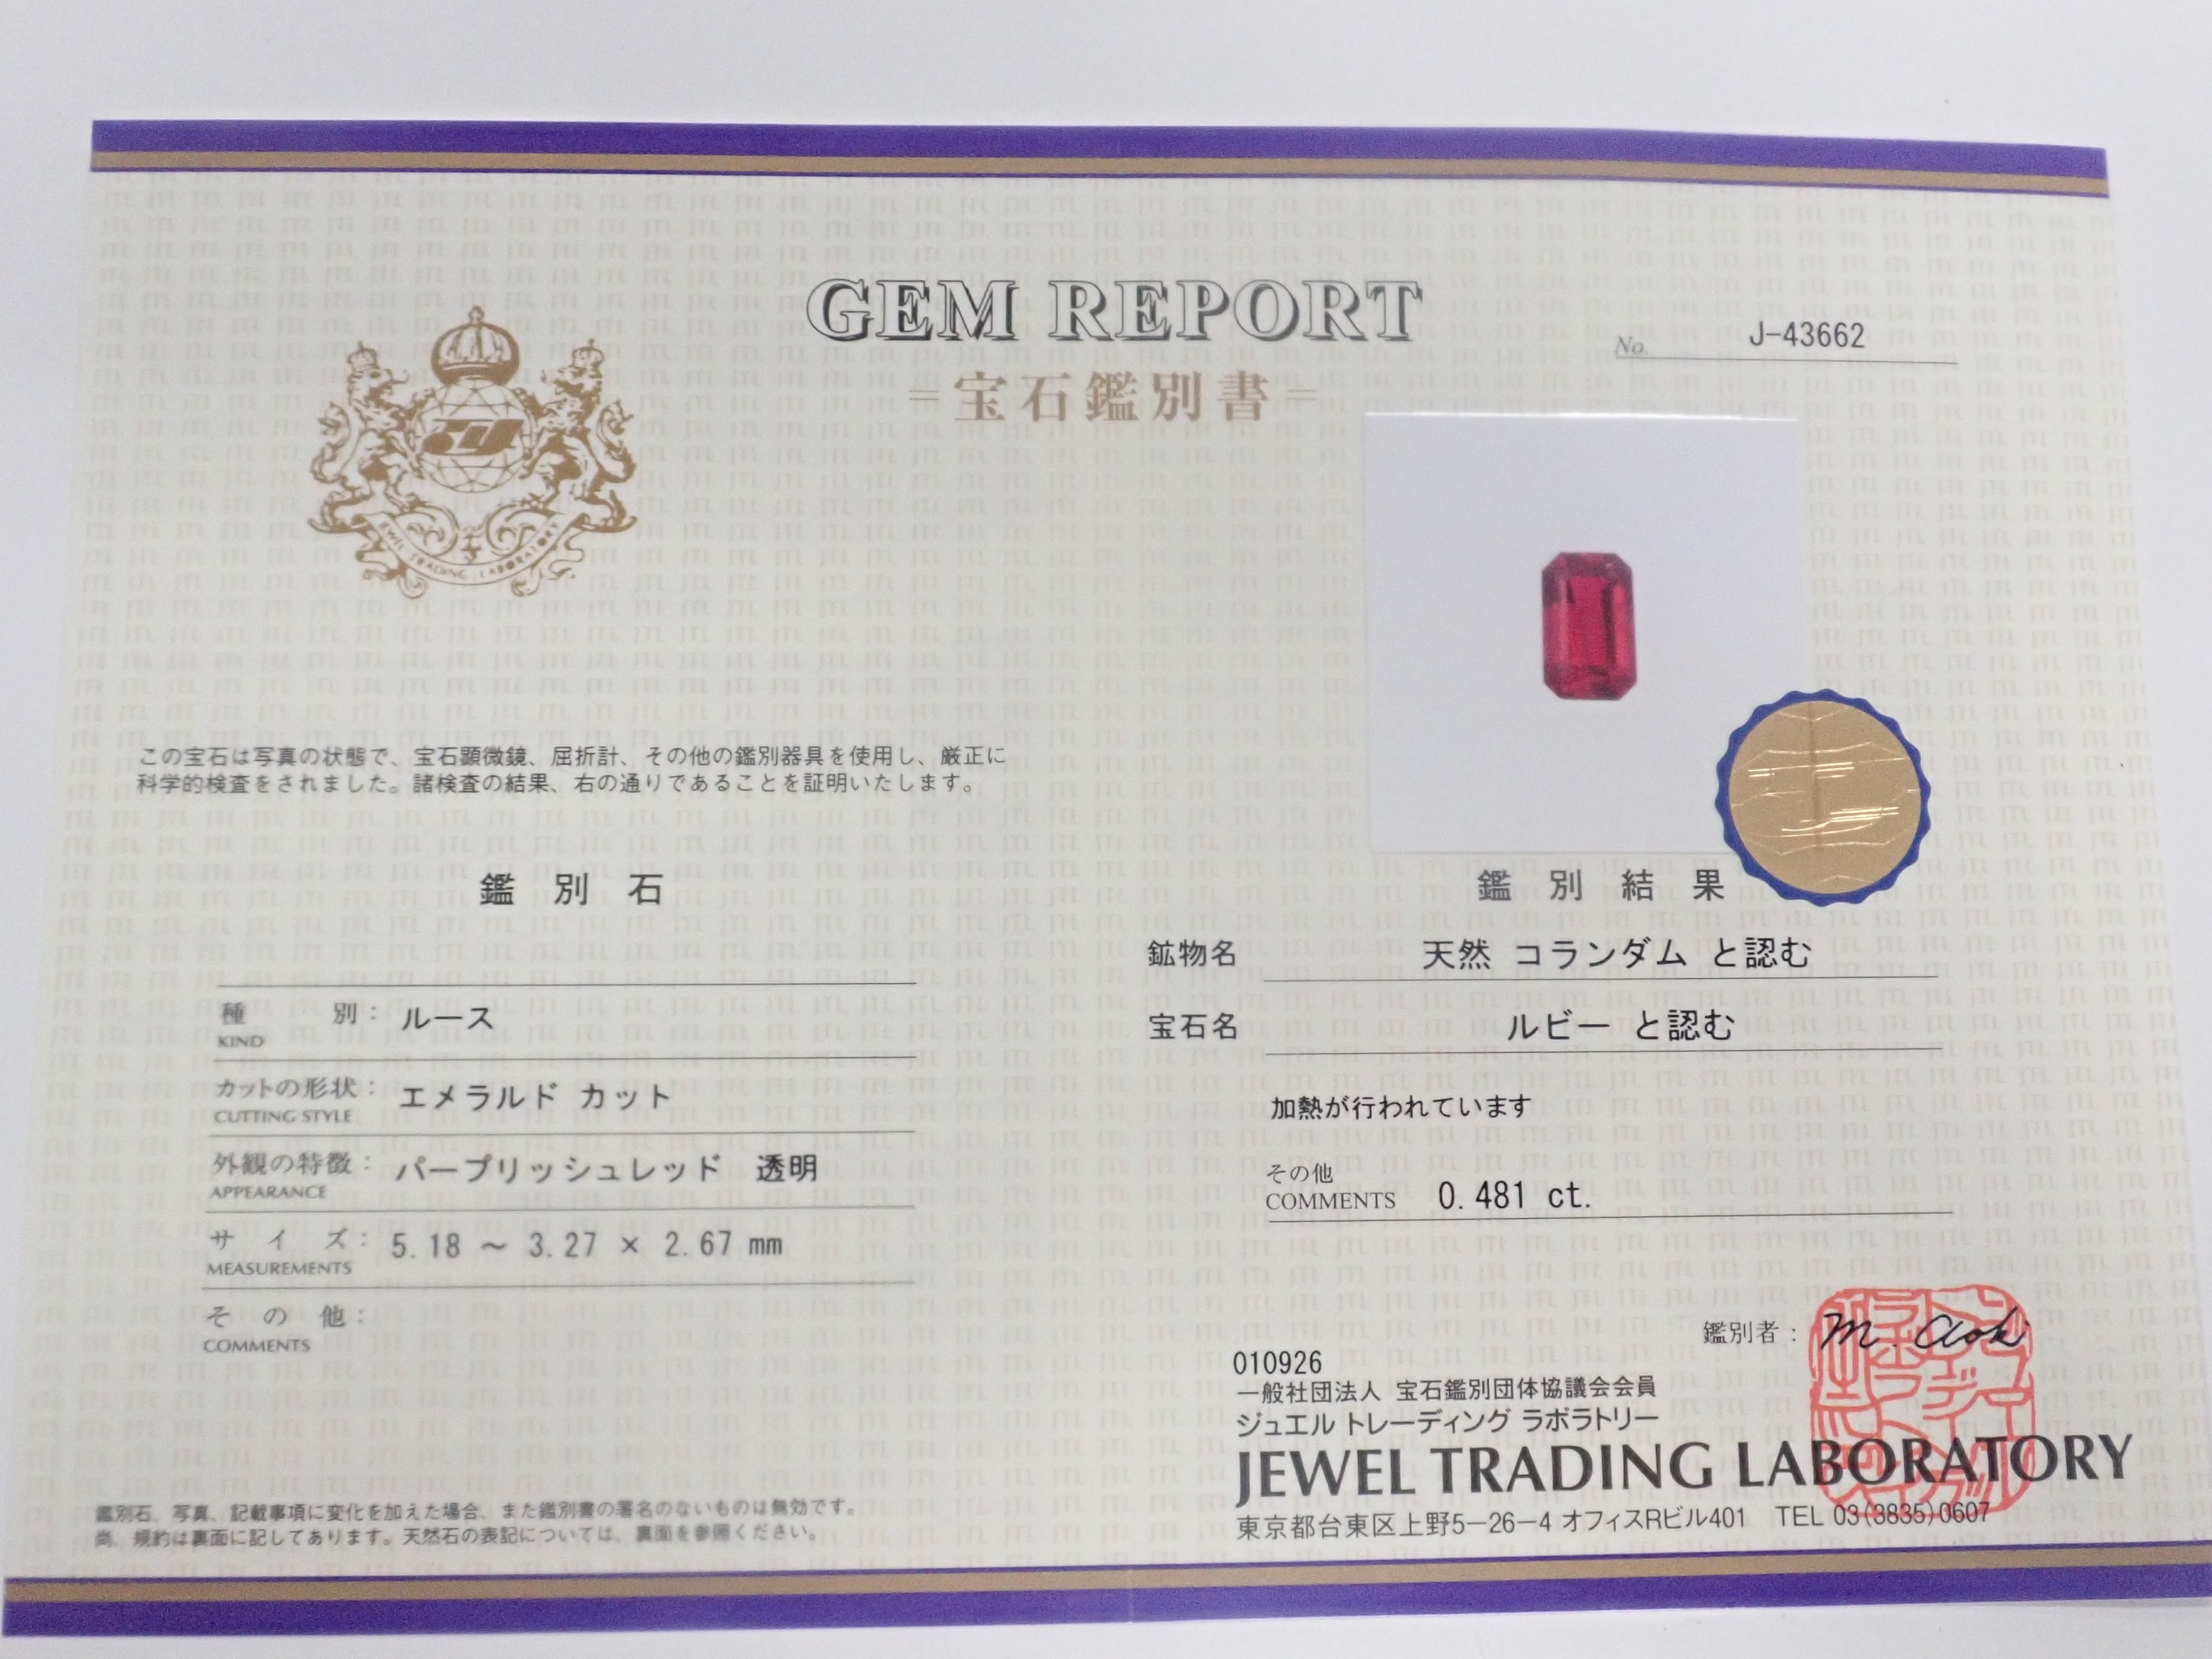 GEM REPORT
=宝石鑑別書=
No. J-43662
JEWEL TRADING LABORATORY
この宝石は写真の状態で、宝石顕微鏡、屈折計、その他の鑑別器具を使用し、厳正に
科学的検査をされました。諸検査の結果、右の通りであることを証明いたします。
鑑別石
種別: ルース
KIND
カットの形状: エメラルド カット
CUTTING STYLE
外観の特徴: パープリッシュレッド 透明
APPEARANCE
サイズ: 5.18 ～ 3.27 × 2.67 mm
MEASUREMENTS
その他:
COMMENTS
鑑別石、写真、記載事項に変化を加えた場合、また鑑別書の署名のないものは無効です。
尚、規約は裏面に記してあります。天然石の表記については、裏面を参照ください。
鑑別結果
鉱物名 天然 コランダム と認む
宝石名 ルビー と認む
加熱が行われています
その他
COMMENTS 0.481 ct.
鑑別者: M. Aoki
010926
一般社団法人 宝石鑑別団体協議会会員
ジュエル トレーディング ラボラトリー
JEWEL TRADING LABORATORY
東京都台東区上野5-26-4 オフィスRビル401 TEL 03(3835)0607